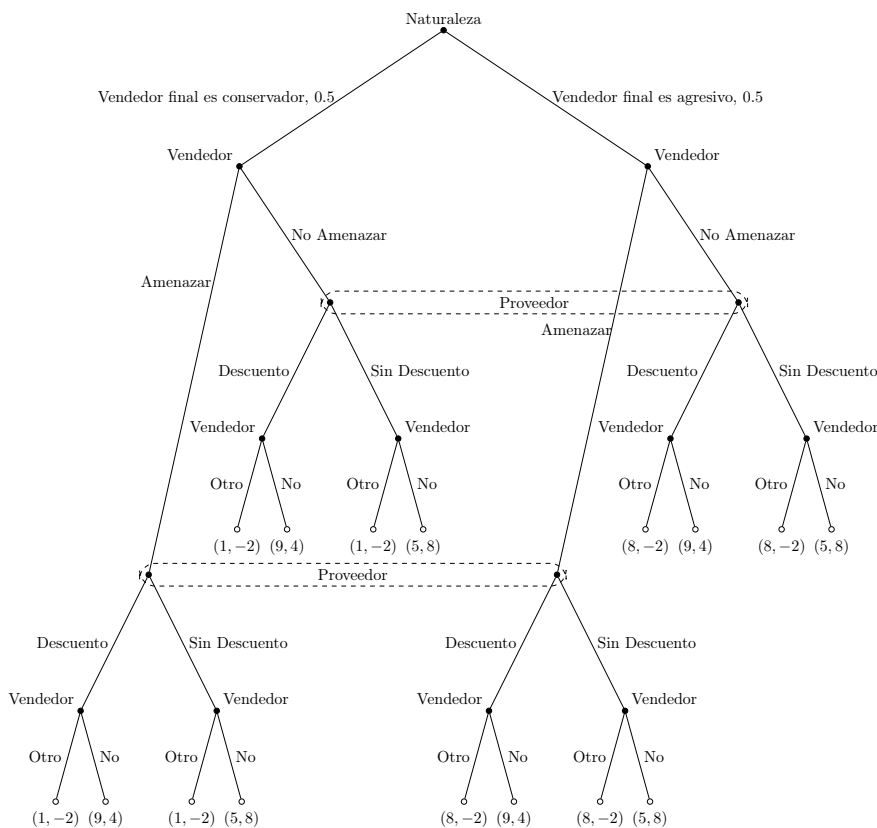 Naturaleza
Vendedor final es conservador, 0.5
Vendedor final es agresivo, 0.5
Vendedor
Vendedor
No Amenazar
No Amenazar
Amenazar
Proveedor
Amenazar
Descuento
Sin Descuento
Descuento
Sin Descuento
Vendedor
Vendedor
Vendedor
Vendedor
Otro
No
Otro
No
Otro
No
Otro
No
(1, −2) (9, 4)
(1, −2) (5, 8)
(8, −2) (9, 4)
(8, −2) (5, 8)
Proveedor
Descuento
Sin Descuento
Descuento
Sin Descuento
Vendedor
Vendedor
Vendedor
Vendedor
Otro
No
Otro
No
Otro
No
Otro
No
(1, −2) (9, 4)
(1, −2) (5, 8)
(8, −2) (9, 4)
(8, −2) (5, 8)